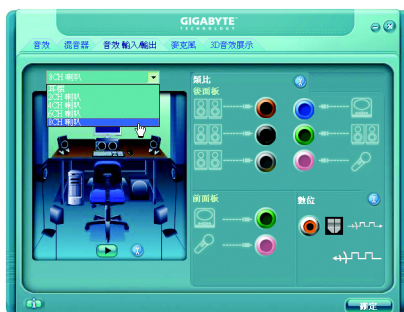 GIGABYTE
TECHNOLOGY
音效 混音器 音效輸入/輸出 麥克風 3D音效展示
8CH 喇叭
耳機
2CH 喇叭
4CH 喇叭
6CH 喇叭
8CH 喇叭
類比
後面板
前面板
數位
確定